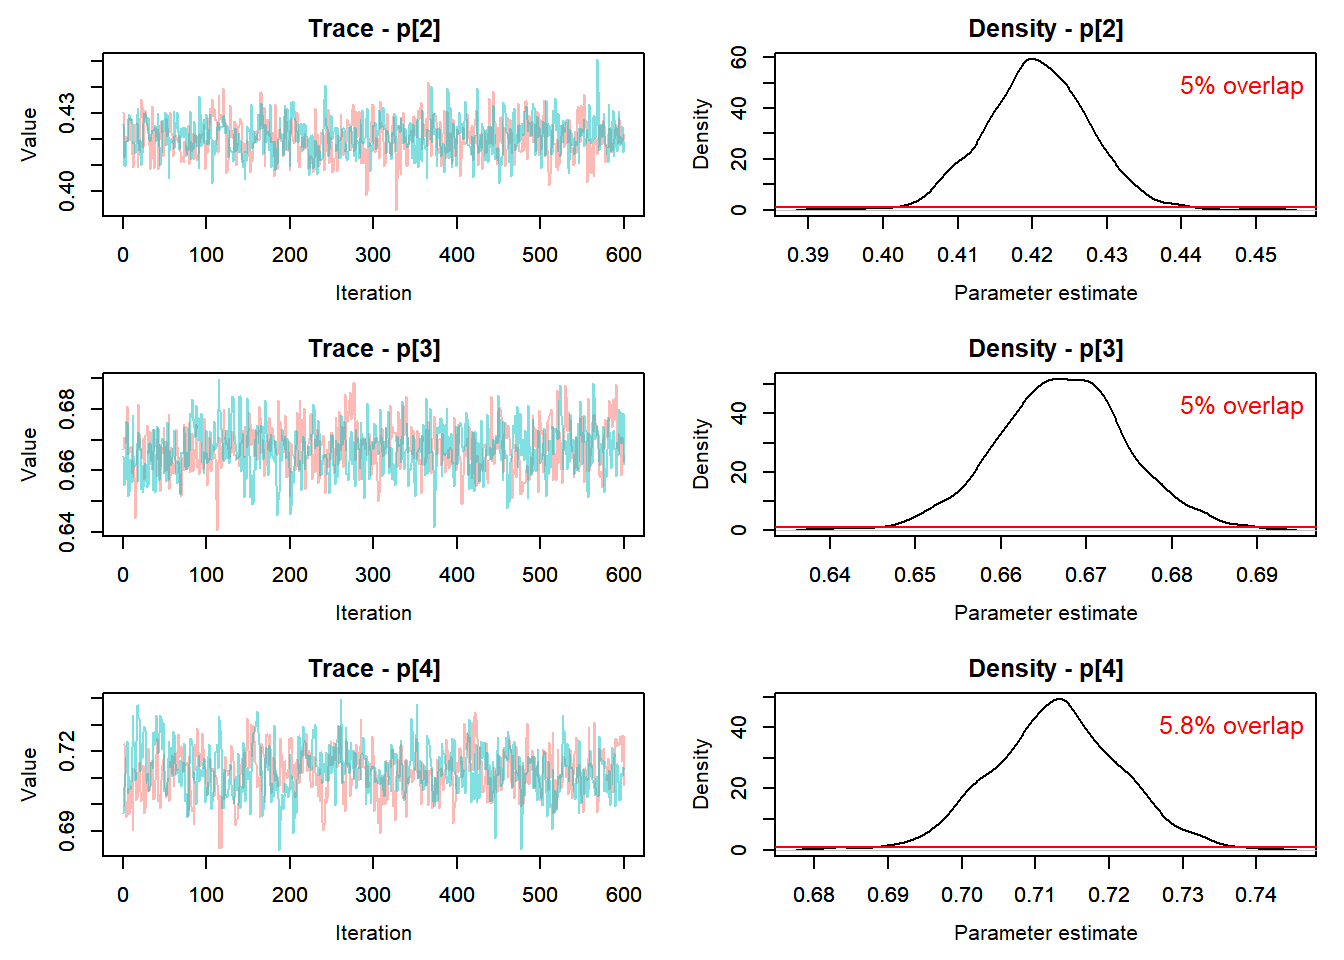 Trace - p[2]
Value
0.40 0.43
0 100 200 300 400 500 600
Iteration
Density - p[2]
Density
0 20 40 60
5% overlap
0.39 0.40 0.41 0.42 0.43 0.44 0.45
Parameter estimate
Trace - p[3]
Value
0.64 0.66 0.68
0 100 200 300 400 500 600
Iteration
Density - p[3]
Density
0 20 40
5% overlap
0.64 0.65 0.66 0.67 0.68 0.69
Parameter estimate
Trace - p[4]
Value
0.69 0.72
0 100 200 300 400 500 600
Iteration
Density - p[4]
Density
0 20 40
5.8% overlap
0.68 0.69 0.70 0.71 0.72 0.73 0.74
Parameter estimate